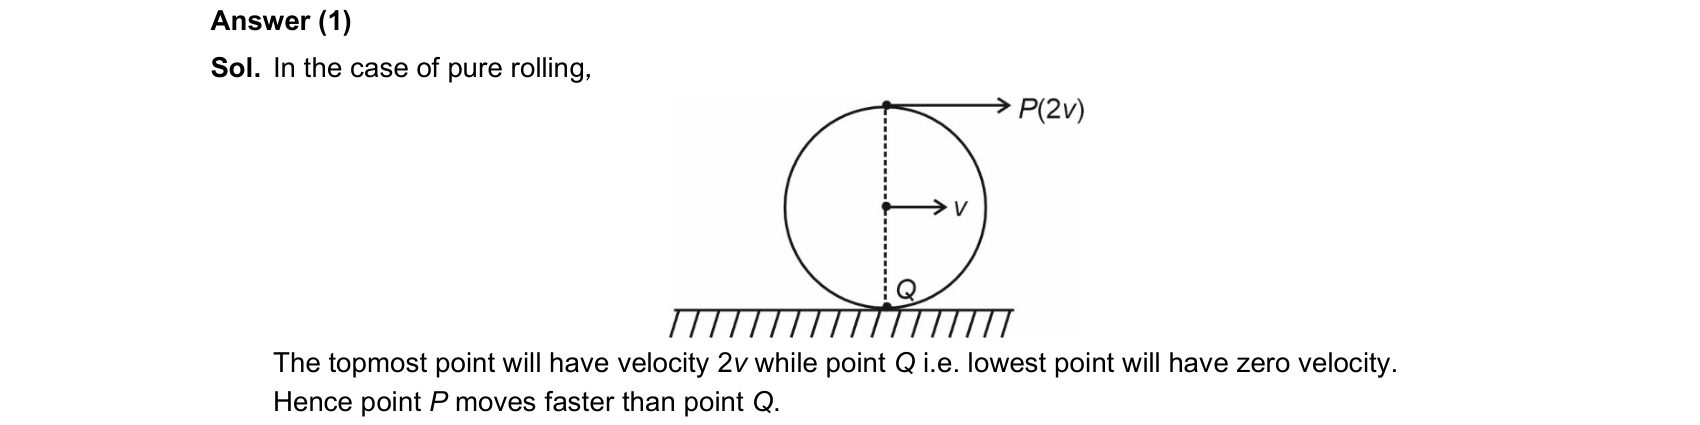 Answer (1)
Sol. In the case of pure rolling,
P(2v)
v
Q
The topmost point will have velocity 2v while point Q i.e. lowest point will have zero velocity.
Hence point P moves faster than point Q.